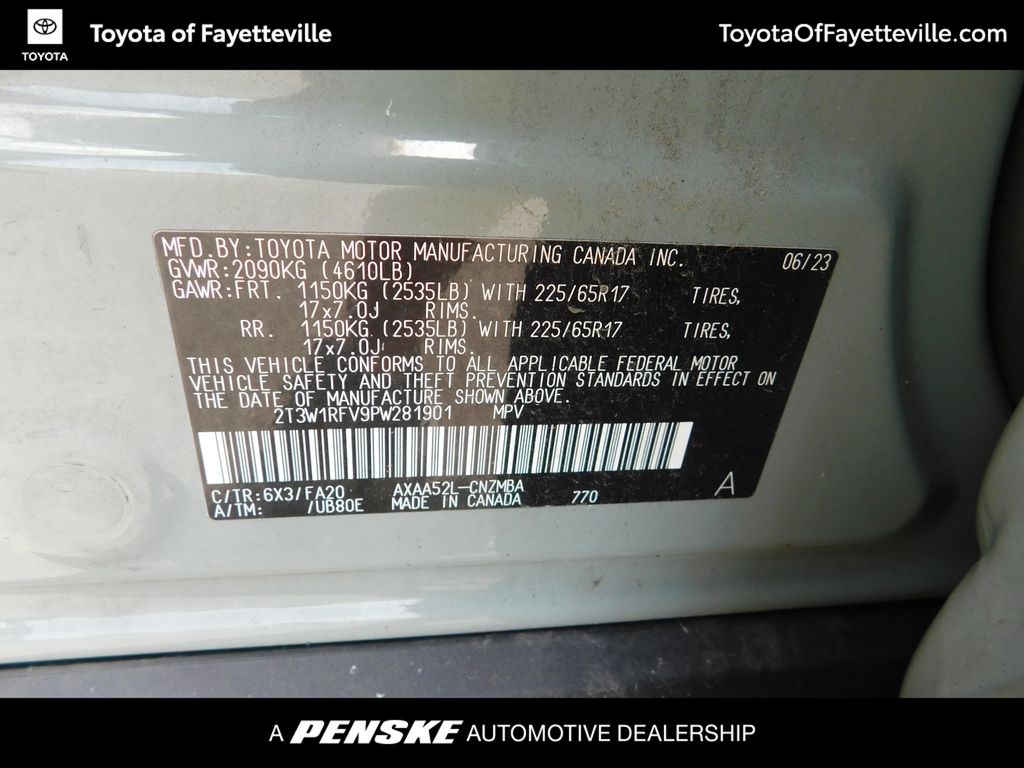 TOYOTA
Toyota of Fayetteville
ToyotaOfFayetteville.com
MFD.BY:TOYOTA MOTOR MANUFACTURING CANADA INC. 06/23
GVWR:2090KG (4610LB)
GAWR:FRT. 1150KG (2535LB) WITH 225/65R17 TIRES,
17x7.0J RIMS.
RR. 1150KG (2535LB) WITH 225/65R17 TIRES,
17x7.0J RIMS.
THIS VEHICLE CONFORMS TO ALL APPLICABLE FEDERAL MOTOR
VEHICLE SAFETY AND THEFT PREVENTION STANDARDS IN EFFECT ON
THE DATE OF MANUFACTURE SHOWN ABOVE.
2T3W1RFV9PW281901 MPV
C/TR:6X3/FA20 AXAA52L-CNZMBA
A/TM: /UB80E MADE IN CANADA 770 A
A PENSKE AUTOMOTIVE DEALERSHIP